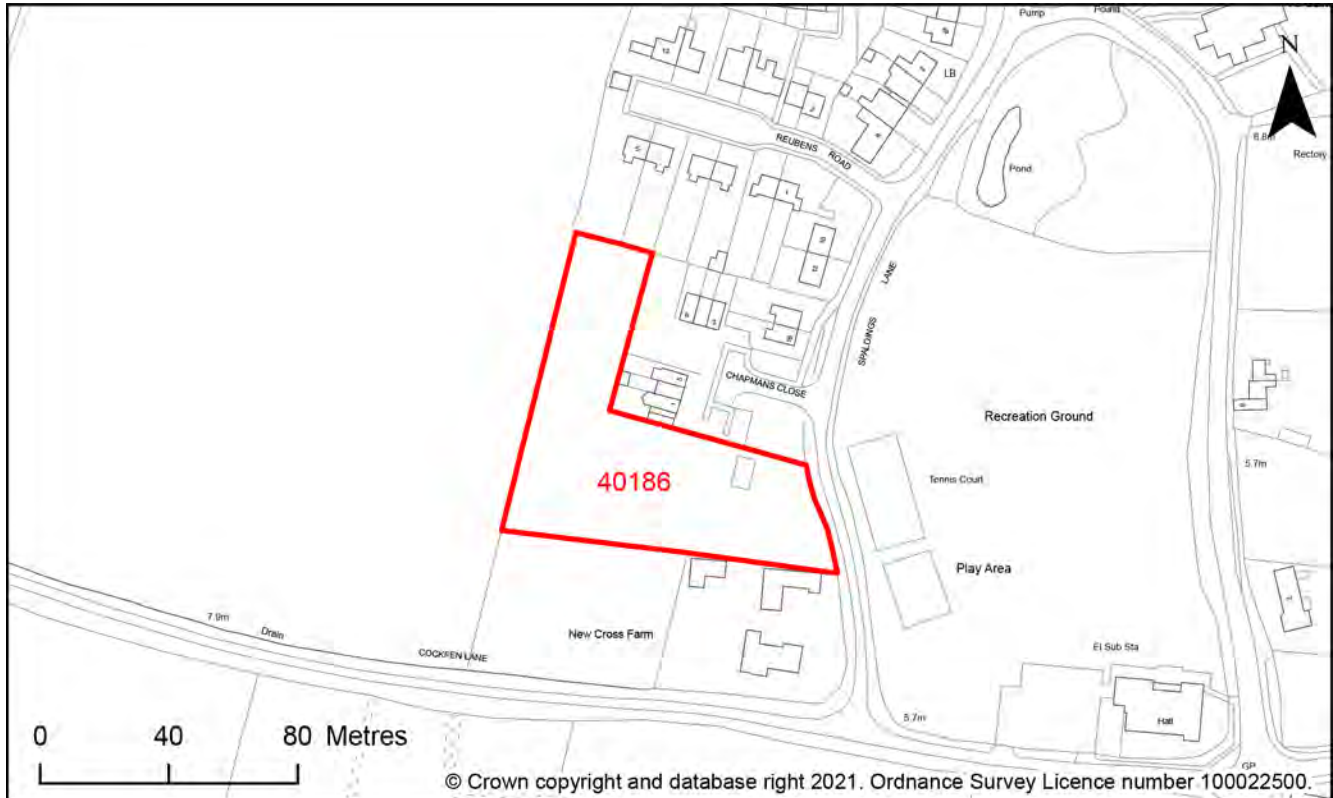 Pump
Pound
N
LB
REUBENS ROAD
6.8m
Rectory
Pond
SPALDINGS LANE
CHAPMANS CLOSE
Recreation Ground
40186
Tennis Court
5.7m
Play Area
7.9m
Drain
New Cross Farm
El Sub Sta
5.7m
Hall
GP
0 40 80 Metres
© Crown copyright and database right 2021. Ordnance Survey Licence number 100022500.